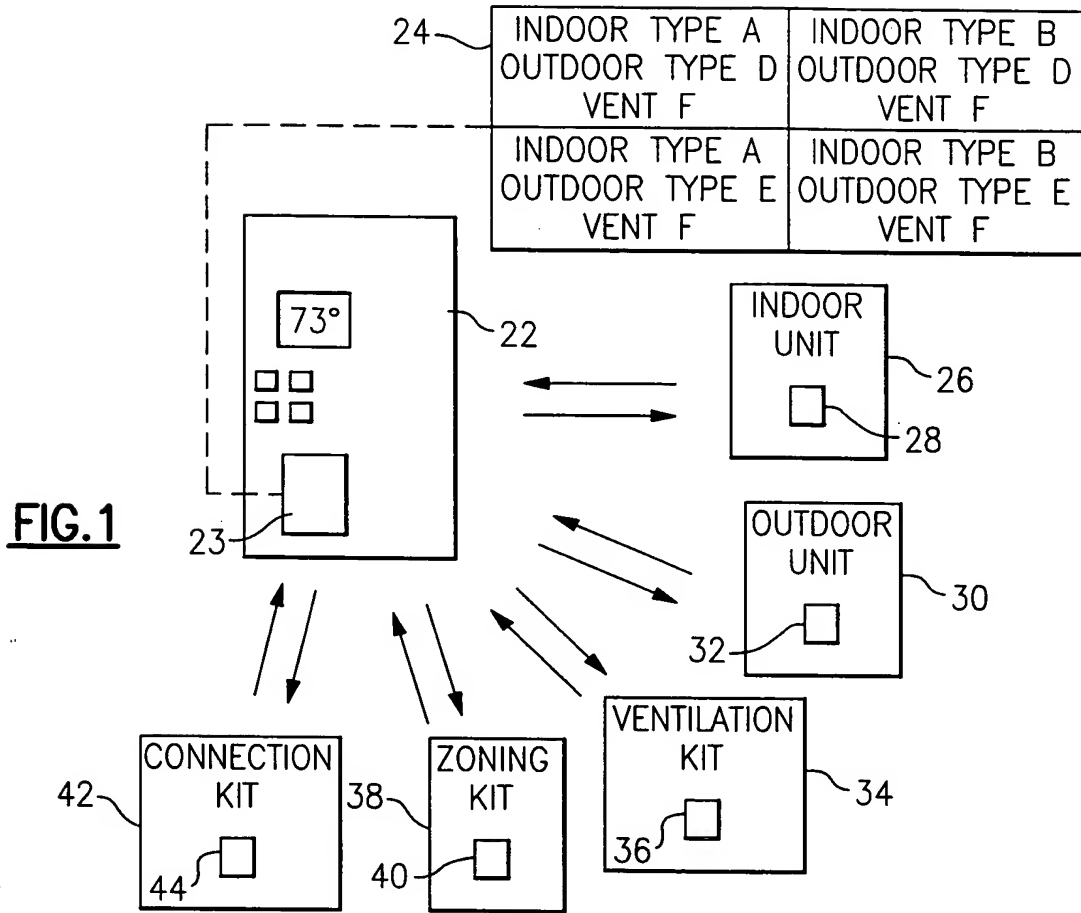 24
INDOOR TYPE A
OUTDOOR TYPE D
VENT F
INDOOR TYPE B
OUTDOOR TYPE D
VENT F
INDOOR TYPE A
OUTDOOR TYPE E
VENT F
INDOOR TYPE B
OUTDOOR TYPE E
VENT F
73°
22
23
FIG.1
INDOOR
UNIT
26
28
OUTDOOR
UNIT
30
32
VENTILATION
KIT
34
36
ZONING
KIT
38
40
CONNECTION
KIT
42
44